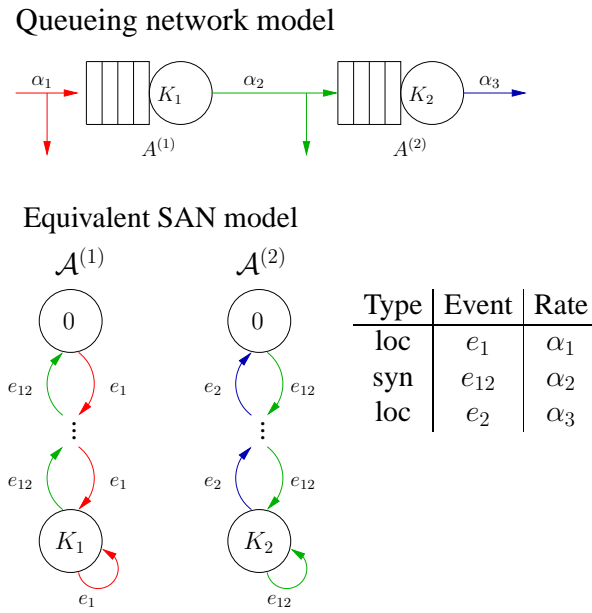 Queueing network model
α₁ α₂ α₃
K₁ K₂
A⁽¹⁾ A⁽²⁾
Equivalent SAN model
𝒜⁽¹⁾ 𝒜⁽²⁾
0 0
Type Event Rate
loc e₁ α₁
syn e₁₂ α₂
loc e₂ α₃
e₁₂ e₁ e₂ e₁₂
⋮ ⋮
e₁₂ e₁ e₂ e₁₂
K₁ K₂
e₁ e₁₂